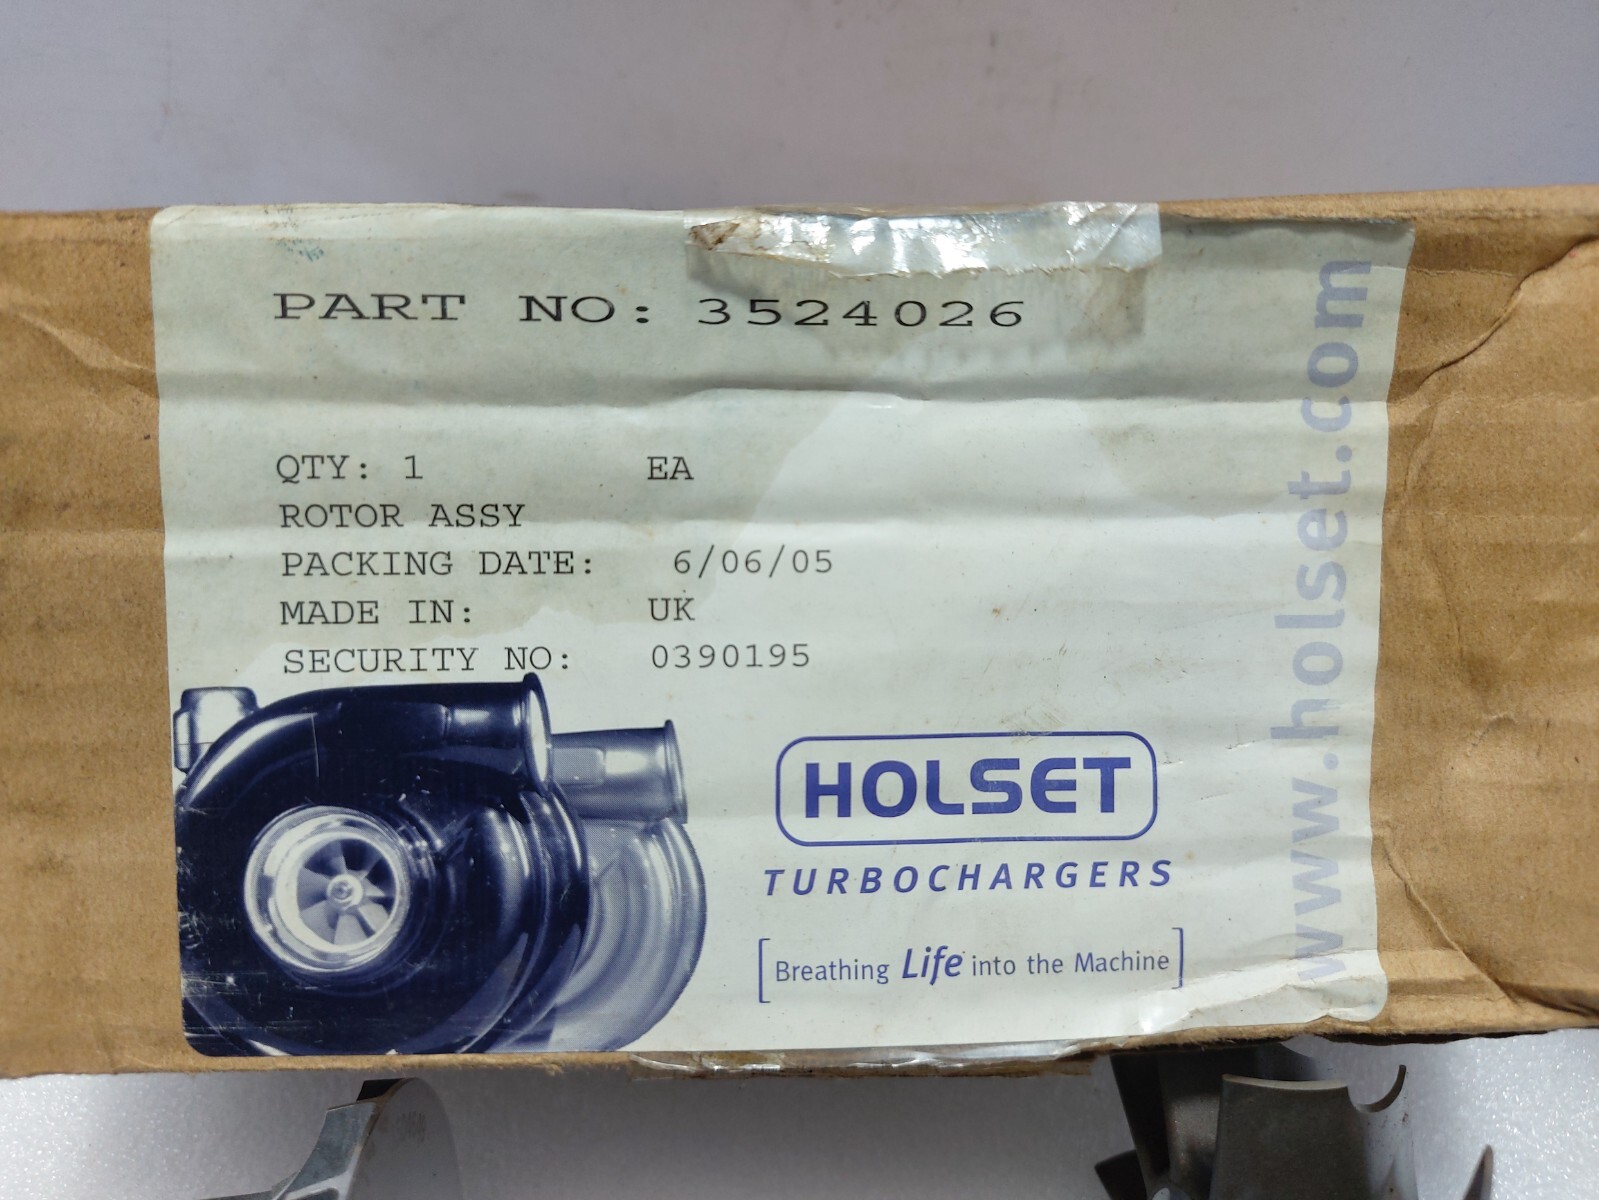 PART NO: 3524026
QTY: 1 EA
ROTOR ASSY
PACKING DATE: 6/06/05
MADE IN: UK
SECURITY NO: 0390195
HOLSET
TURBOCHARGERS
[Breathing Life into the Machine]
www.holset.com